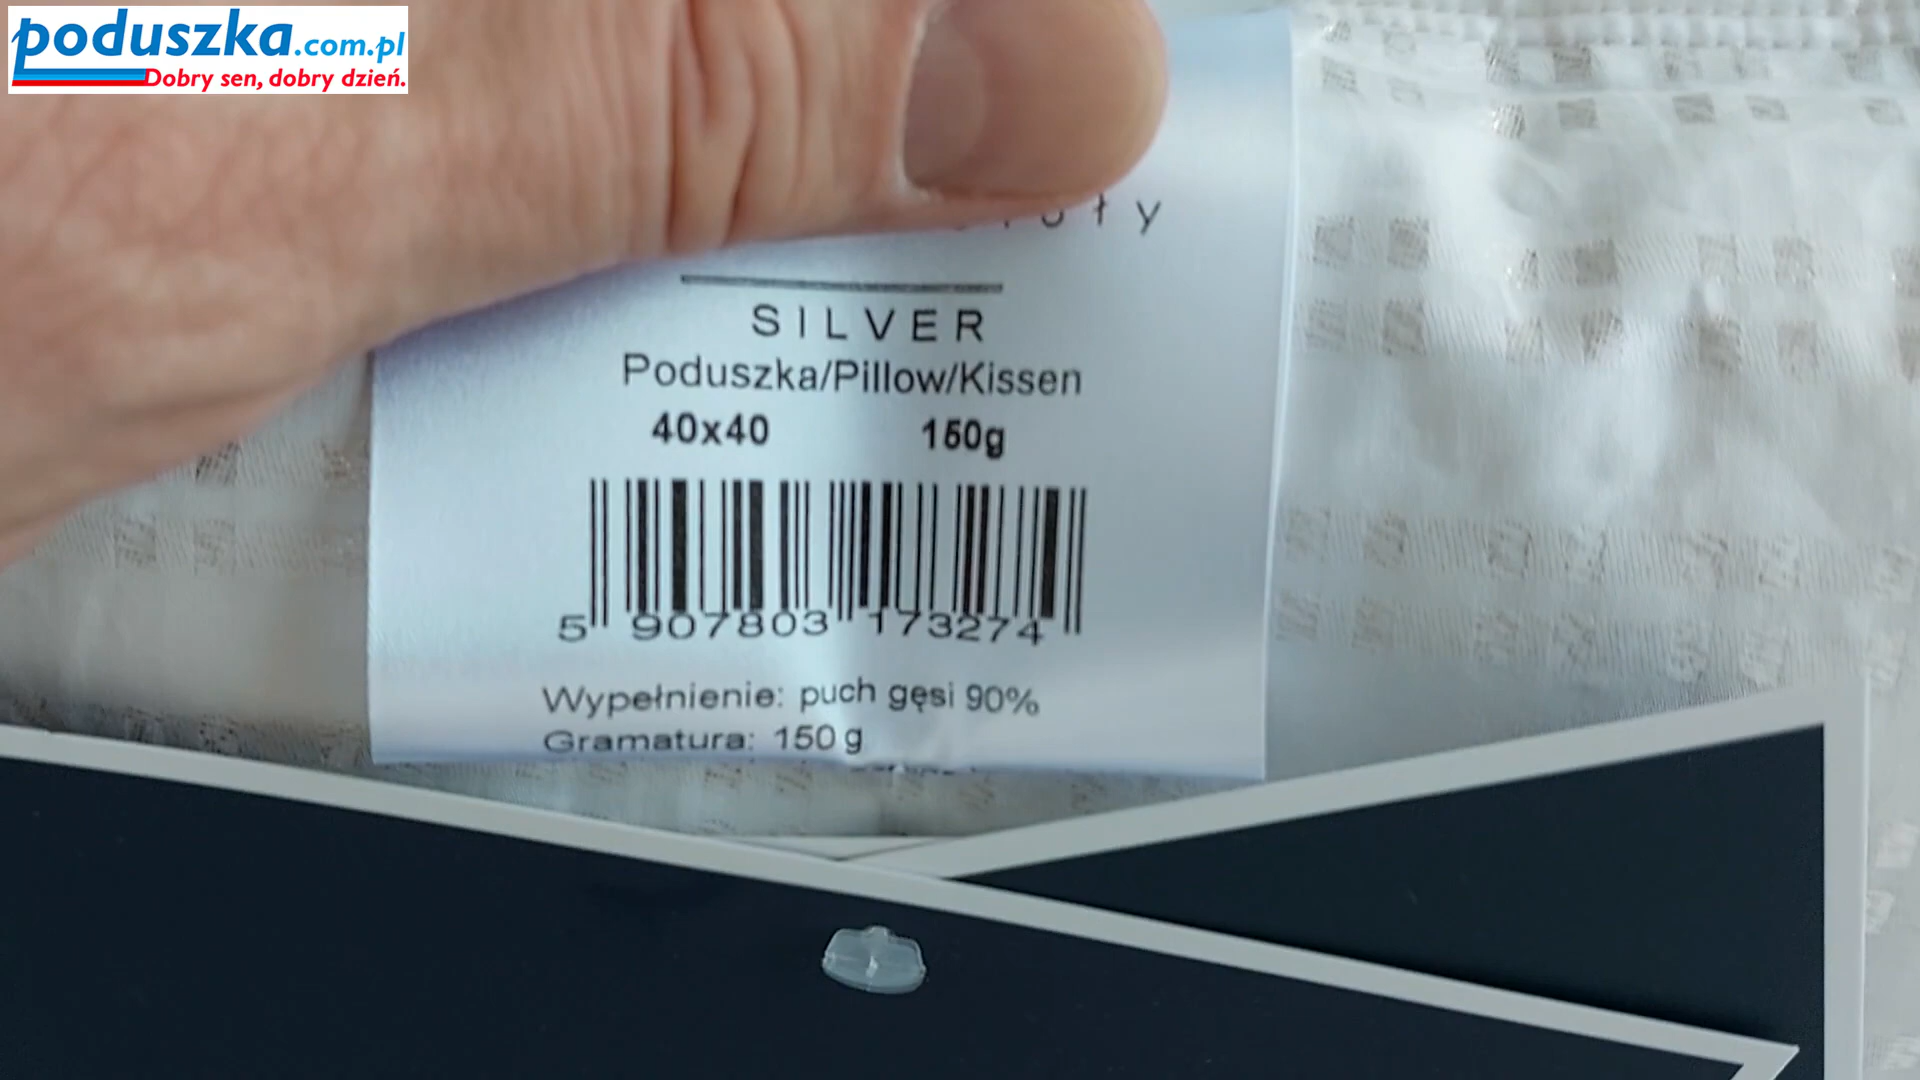 poduszka.com.pl
Dobry sen, dobry dzień.
SILVER
Poduszka/Pillow/Kissen
40x40 150g
5 907803 173274
Wypełnienie: puch gęsi 90%
Gramatura: 150 g